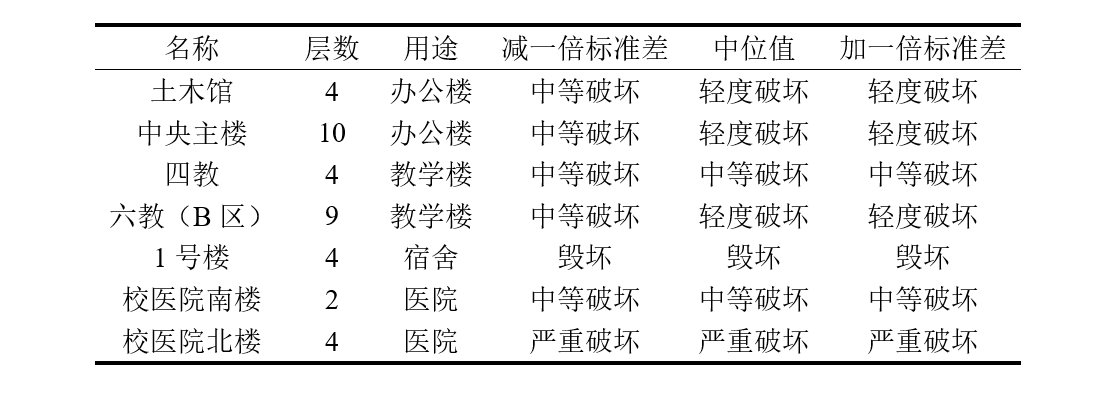 名称 层数 用途 减一倍标准差 中位值 加一倍标准差
土木馆 4 办公楼 中等破坏 轻度破坏 轻度破坏
中央主楼 10 办公楼 中等破坏 轻度破坏 轻度破坏
四教 4 教学楼 中等破坏 中等破坏 中等破坏
六教（B 区） 9 教学楼 中等破坏 轻度破坏 轻度破坏
1 号楼 4 宿舍 毁坏 毁坏 毁坏
校医院南楼 2 医院 中等破坏 中等破坏 中等破坏
校医院北楼 4 医院 严重破坏 严重破坏 严重破坏